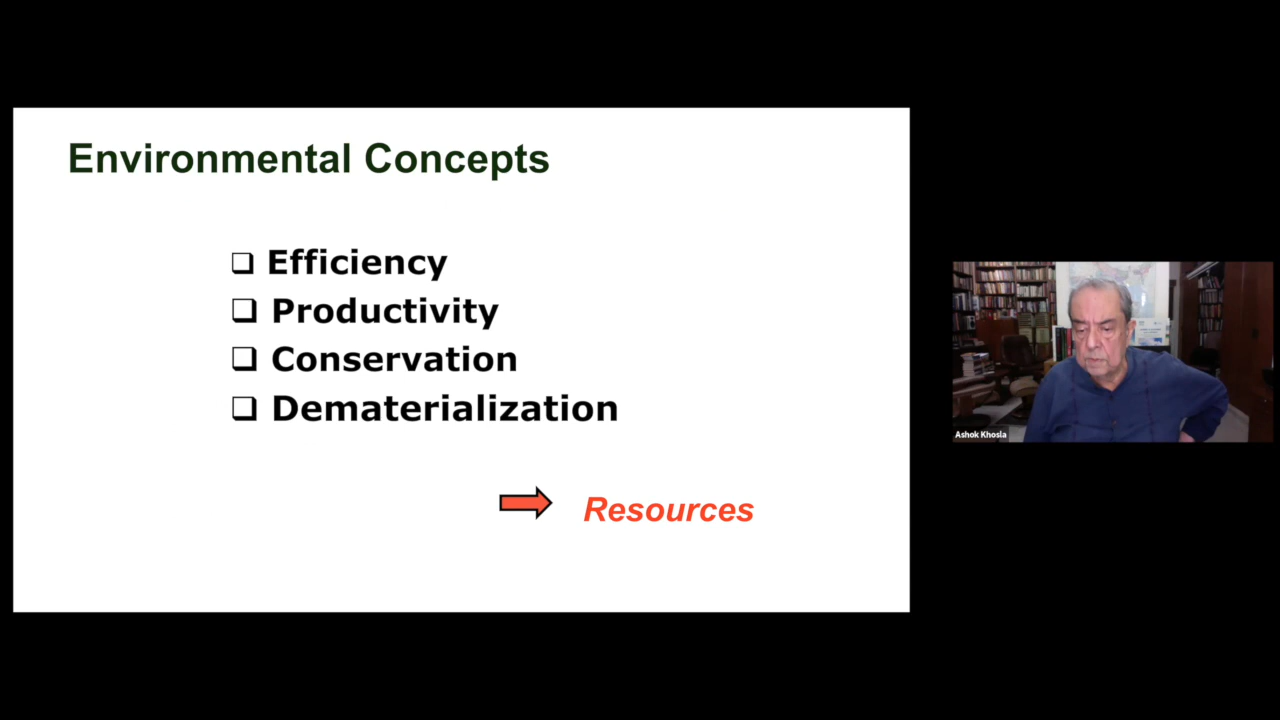 Environmental Concepts
Efficiency
Productivity
Conservation
Dematerialization
Resources
Ashok Khosla